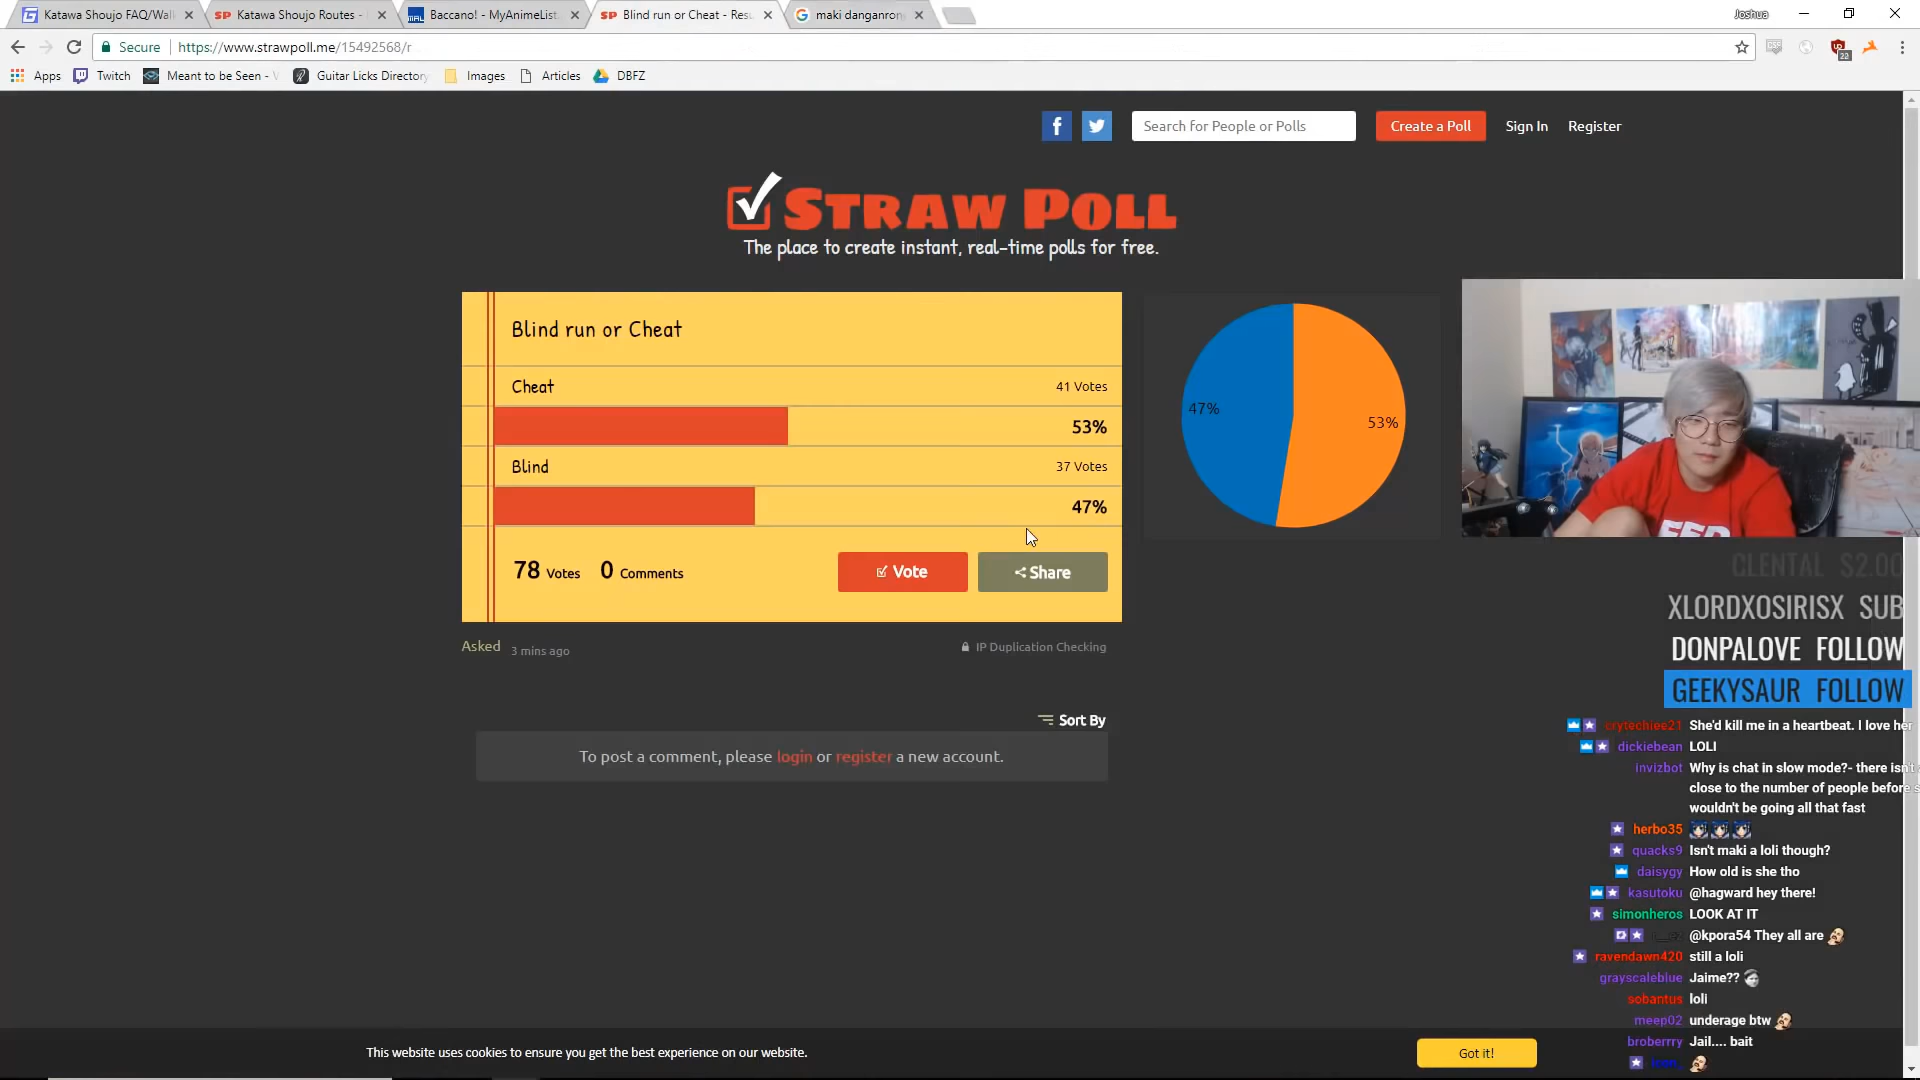 Katawa Shoujo FAQ/Walk
Katawa Shoujo Routes -
Baccano! - MyAnimeList
Blind run or Cheat - Resu
maki danganron
Joshua
Secure
https://www.strawpoll.me/15492568/r
Apps
Twitch
Meant to be Seen -
Guitar Licks Directory
Images
Articles
DBFZ
Search for People or Polls
Create a Poll
Sign In
Register
STRAW POLL
The place to create instant, real-time polls for free.
Blind run or Cheat
Cheat
41 Votes
53%
Blind
37 Votes
47%
78 Votes
0 Comments
Vote
Share
Asked 3 mins ago
IP Duplication Checking
47%
53%
Sort By
To post a comment, please login or register a new account.
CLENTAL $2.00
XLORDXOSIRISX SUB
DONPALOVE FOLLOW
GEEKYSAUR FOLLOW
crytechiee21 She'd kill me in a heartbeat. I love her
dickiebean LOLI
invizbot Why is chat in slow mode?- there isn't
close to the number of people before
wouldn't be going all that fast
herbo35
quacks9 Isn't maki a loli though?
daisygy How old is she tho
kasutoku @hagward hey there!
simonheros LOOK AT IT
@kpora54 They all are
ravendawn420 still a loli
grayscaleblue Jaime??
sobantus loli
meep02 underage btw
broberrry Jail.... bait
This website uses cookies to ensure you get the best experience on our website.
Got it!